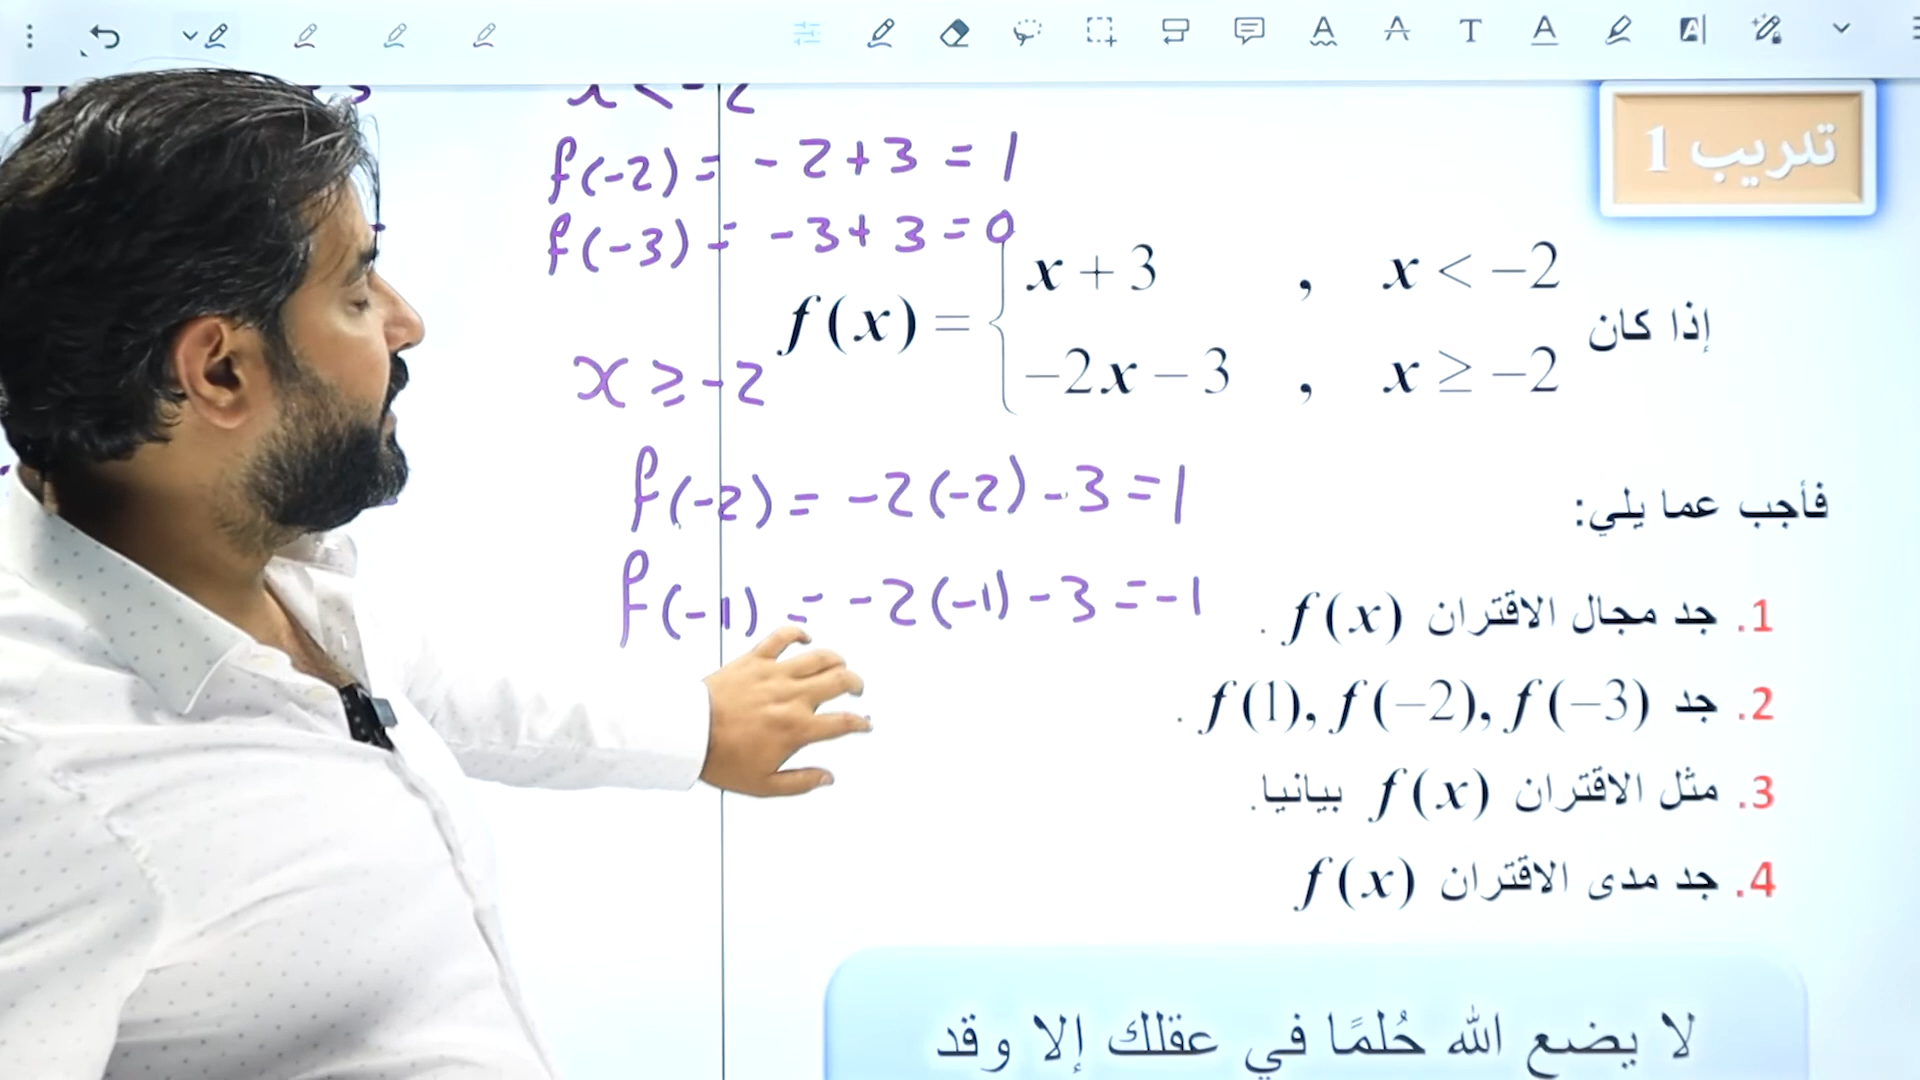 x < -2
تدريب 1
f(-2) = -2+3 = 1
f(-3) = -3+3 = 0
إذا كان f(x) = { x + 3 , x < -2
-2x - 3 , x ≥ -2
x ≥ -2
f(-2) = -2(-2) - 3 = 1
فأجب عما يلي:
f(-1) = -2(-1) - 3 = -1
1. جد مجال الاقتران f(x) .
2. جد f(1), f(-2), f(-3) .
3. مثل الاقتران f(x) بيانيا.
4. جد مدى الاقتران f(x)
لا يضع الله حُلمًا في عقلك إلا وقد